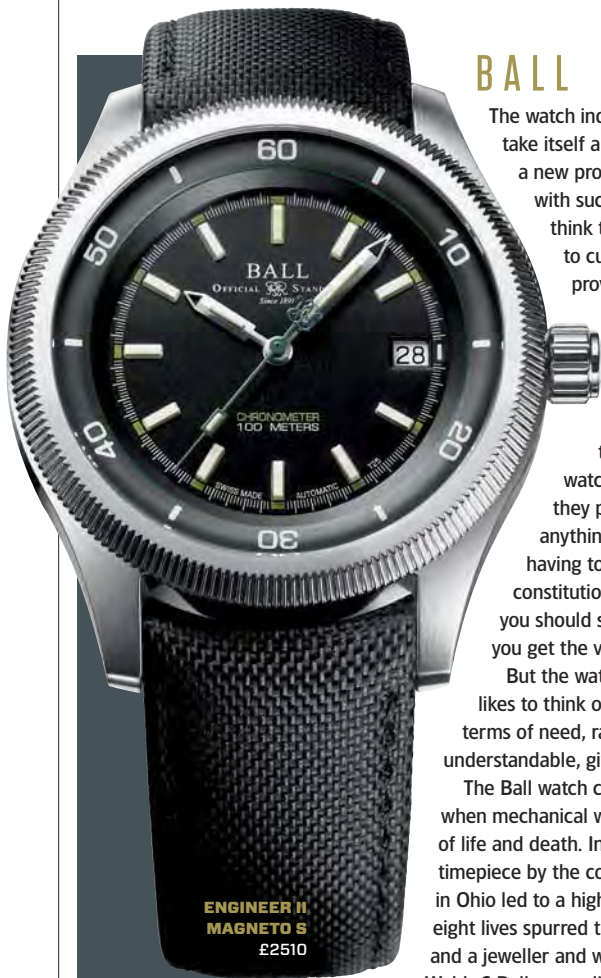 BALL
The watch ind
take itself a
a new pro
with suc
think t
to cu
prov
t
watc
they p
anythin
having to
constitution
you should s
you get the v
But the wat
likes to think o
terms of need, ra
understandable, gi
The Ball watch c
when mechanical w
of life and death. In
timepiece by the co
in Ohio led to a high
eight lives spurred t
and a jeweller and w
60
10
20
30
40
50
BALL
OFFICIAL STAND
Since 1891
28
CHRONOMETER
100 METERS
SWISS MADE AUTOMATIC T25
ENGINEER II
MAGNETO S
£2510